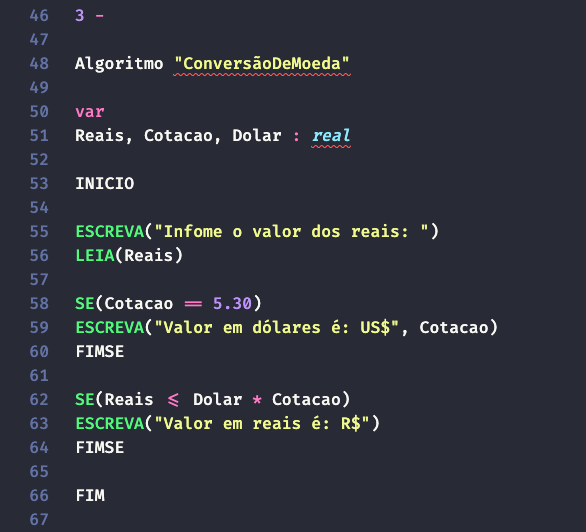 46 3 -
47
48 Algoritmo "ConversãoDeMoeda"
49
50 var
51 Reais, Cotacao, Dolar : real
52
53 INICIO
54
55 ESCREVA("Infome o valor dos reais: ")
56 LEIA(Reais)
57
58 SE(Cotacao == 5.30)
59 ESCREVA("Valor em dólares é: US$", Cotacao)
60 FIMSE
61
62 SE(Reais <= Dolar * Cotacao)
63 ESCREVA("Valor em reais é: R$")
64 FIMSE
65
66 FIM
67